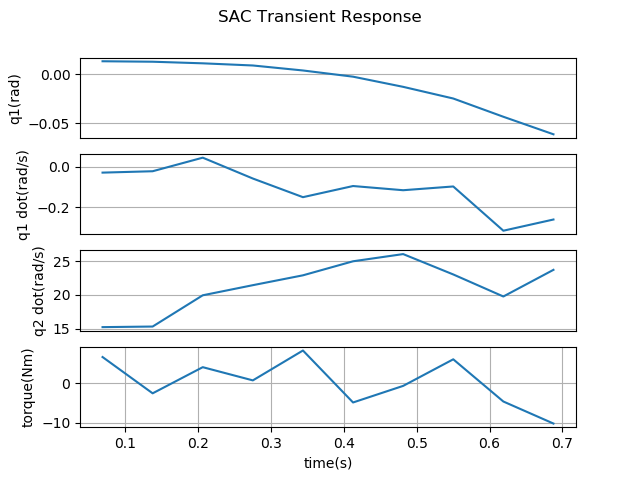 SAC Transient Response
q1(rad)
0.00
−0.05
q1 dot(rad/s)
0.0
−0.2
q2 dot(rad/s)
25
20
15
torque(Nm)
0
−10
0.1 0.2 0.3 0.4 0.5 0.6 0.7
time(s)